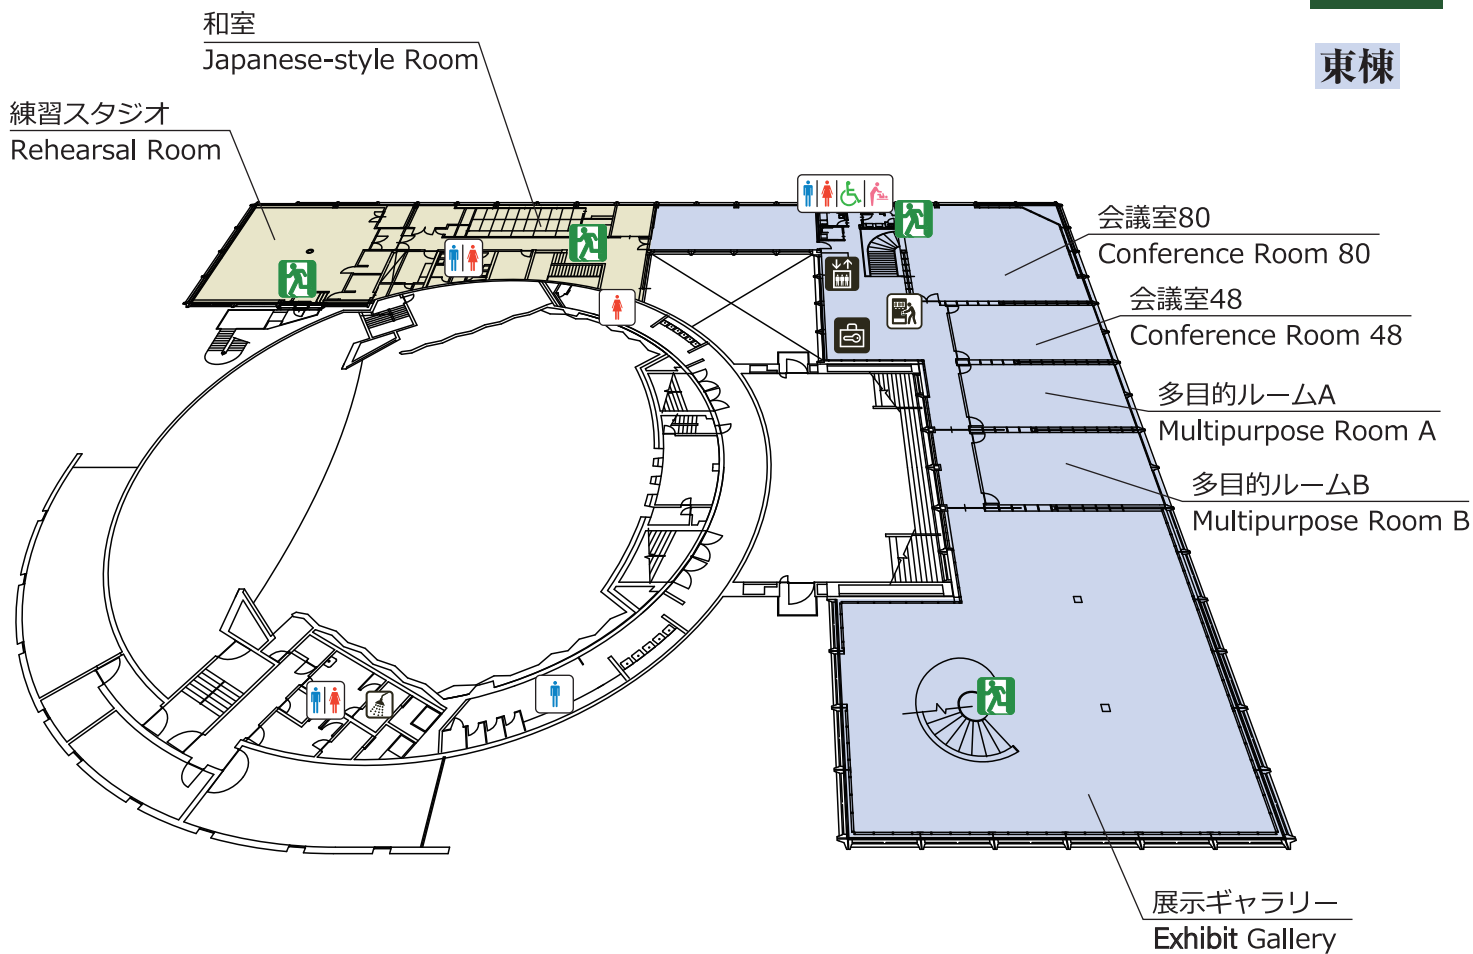 和室
Japanese-style Room
東棟
練習スタジオ
Rehearsal Room
会議室80
Conference Room 80
会議室48
Conference Room 48
多目的ルームA
Multipurpose Room A
多目的ルームB
Multipurpose Room B
展示ギャラリー
Exhibit Gallery